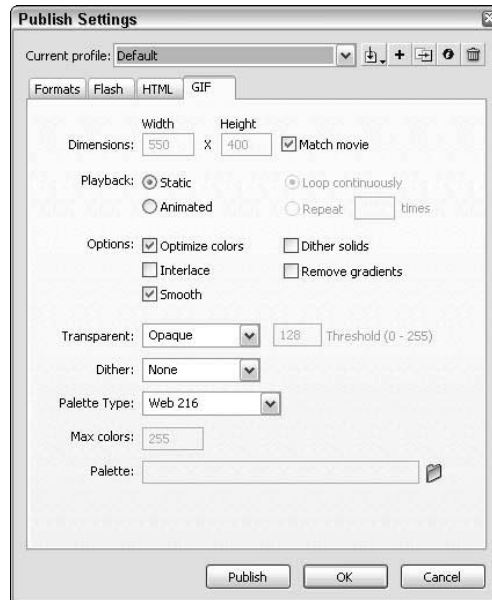 Publish Settings
Current profile: Default
Formats Flash HTML GIF
Width Height
Dimensions: 550 X 400 Match movie
Playback: Static Loop continuously
Animated Repeat times
Options: Optimize colors Dither solids
Interlace Remove gradients
Smooth
Transparent: Opaque 128 Threshold (0 - 255)
Dither: None
Palette Type: Web 216
Max colors: 255
Palette:
Publish OK Cancel